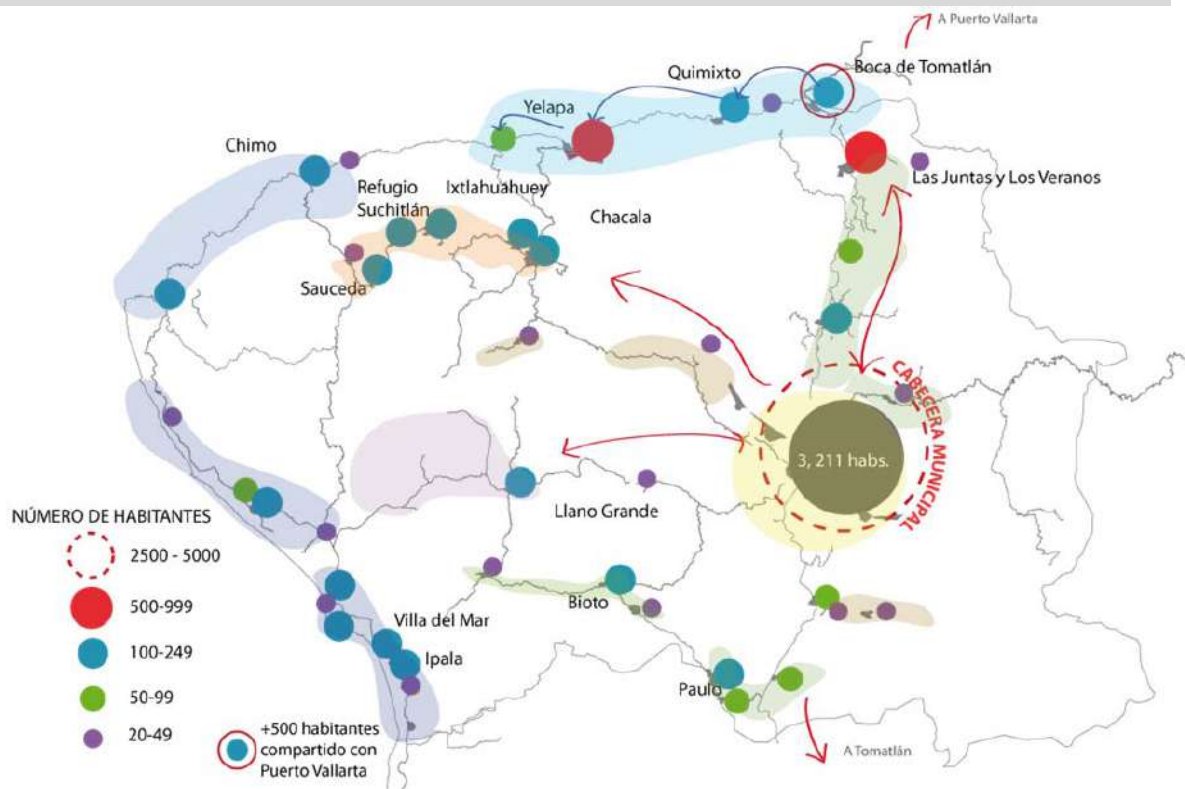 A Puerto Vallarta
Boca de Tomatlán
Quimixto
Yelapa
Chimo
Las Juntas y Los Veranos
Refugio
Suchitlán
Ixtlahuahuey
Chacala
Sauceda
CABECERA MUNICIPAL
3, 211 habs.
Llano Grande
NÚMERO DE HABITANTES
2500 - 5000
500-999
100-249
50-99
20-49
Bioto
Villa del Mar
Ipala
Paulo
+500 habitantes
compartido con
Puerto Vallarta
A Tomatlán